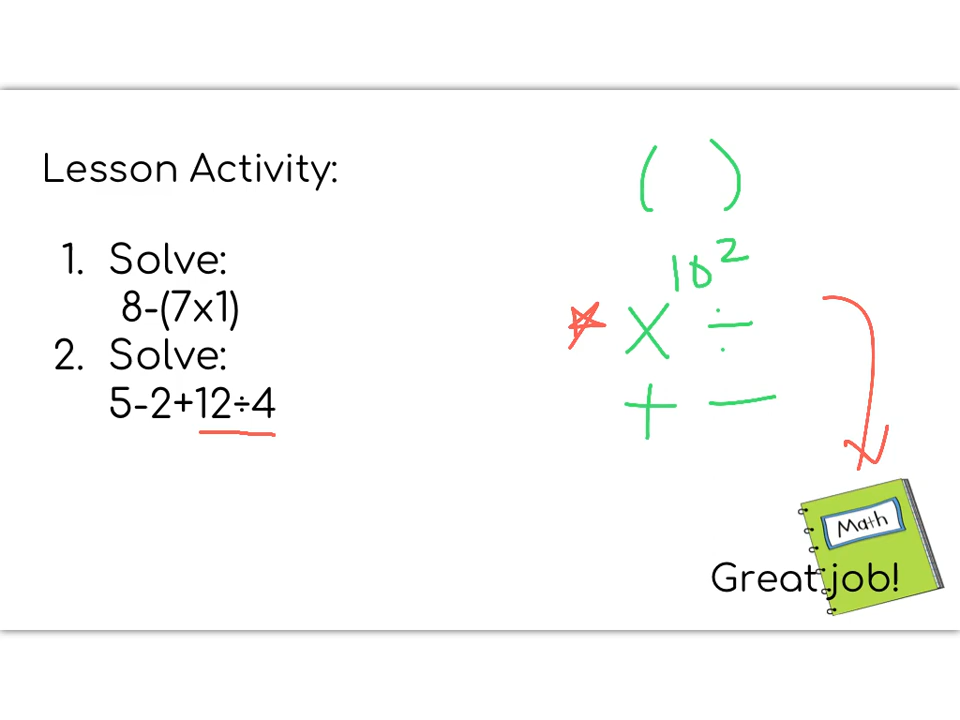 Lesson Activity:
1. Solve:
8-(7x1)
2. Solve:
5-2+12÷4
( )
10²
x ÷
+ −
Math
Great job!